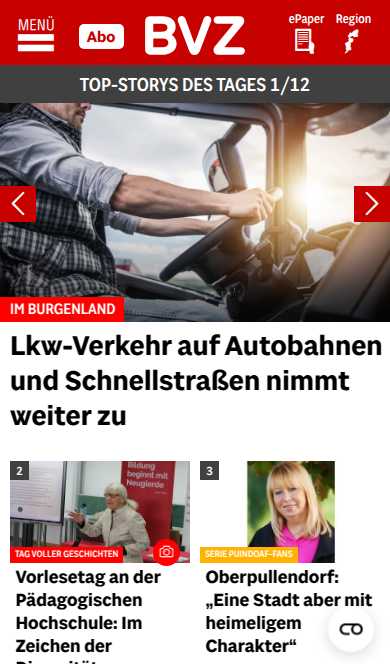 MENÜ
Abo
BVZ
ePaper
Region
TOP-STORYS DES TAGES 1/12
IM BURGENLAND
Lkw-Verkehr auf Autobahnen
und Schnellstraßen nimmt
weiter zu
2
Bildung
beginnt mit
Neugierde
TAG VOLLER GESCHICHTEN
Vorlesetag an der
Pädagogischen
Hochschule: Im
Zeichen der
3
SERIE PUINDOAF-FANS
Oberpullendorf:
„Eine Stadt aber mit
heimeligem
Charakter“